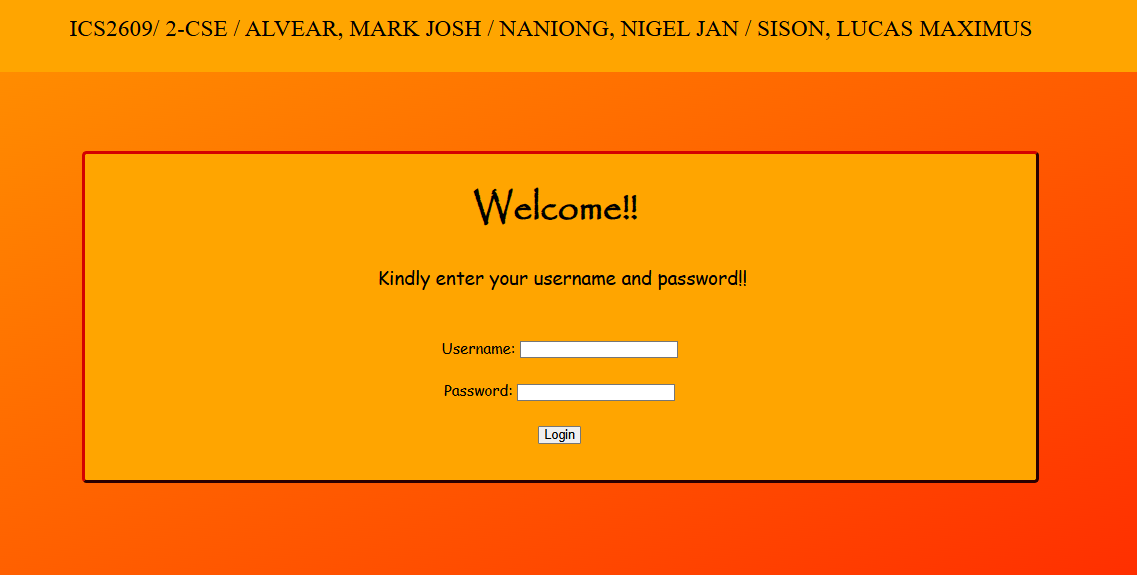 ICS2609/ 2-CSE / ALVEAR, MARK JOSH / NANIONG, NIGEL JAN / SISON, LUCAS MAXIMUS
Welcome!!
Kindly enter your username and password!!
Username:
Password:
Login